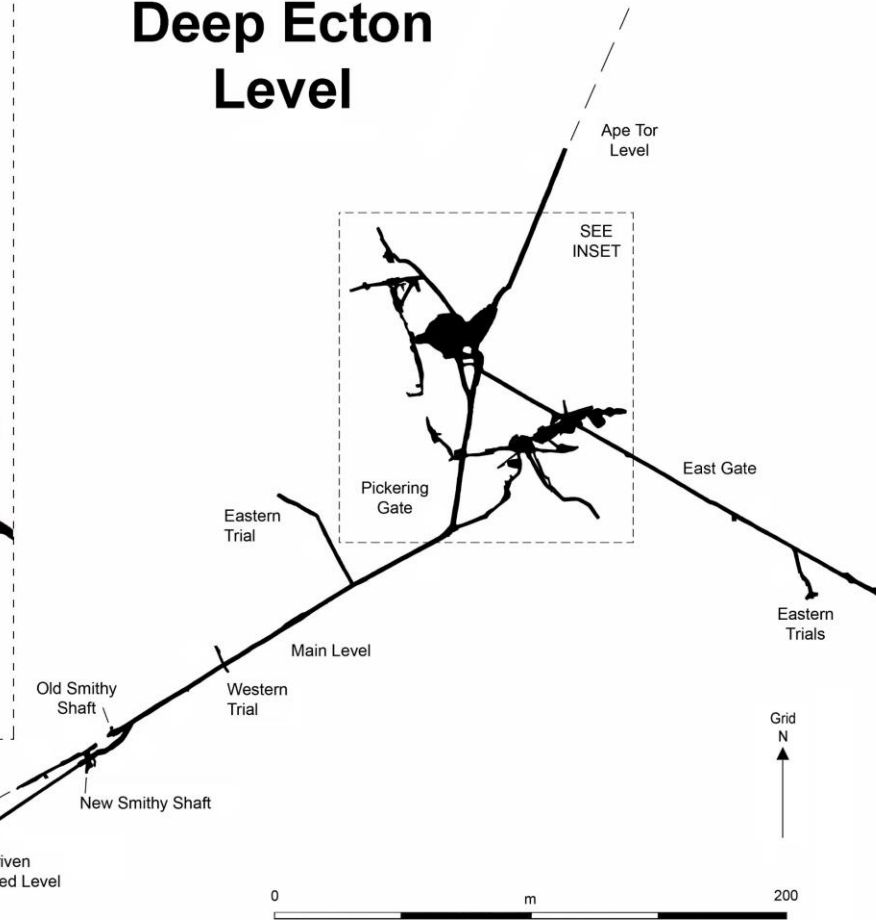 Deep Ecton
Level
Ape Tor
Level
SEE
INSET
East Gate
Pickering
Gate
Eastern
Trial
Eastern
Trials
Main Level
Western
Trial
Old Smithy
Shaft
Grid
N
New Smithy Shaft
Level
0
m
200